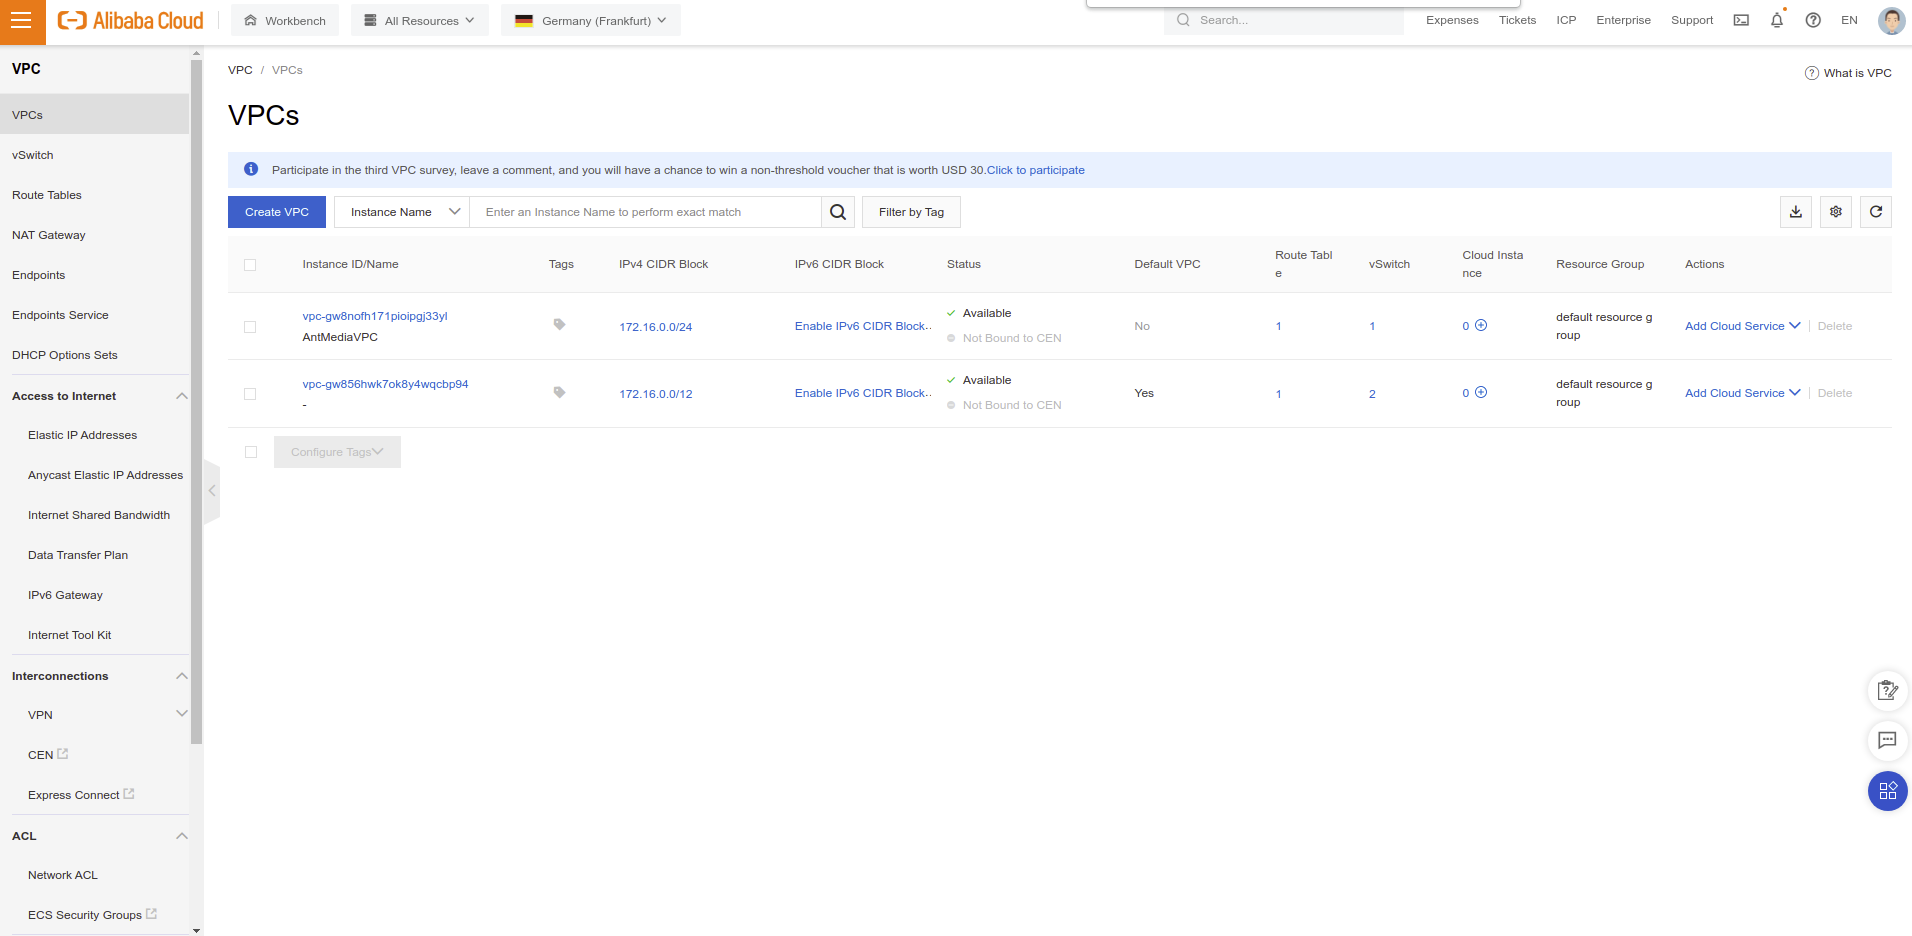 Alibaba Cloud
Workbench
All Resources
Germany (Frankfurt)
Search...
Expenses
Tickets
ICP
Enterprise
Support
EN
VPC
VPCs
vSwitch
Route Tables
NAT Gateway
Endpoints
Endpoints Service
DHCP Options Sets
Access to Internet
Elastic IP Addresses
Anycast Elastic IP Addresses
Internet Shared Bandwidth
Data Transfer Plan
IPv6 Gateway
Internet Tool Kit
Interconnections
VPN
CEN
Express Connect
ACL
Network ACL
ECS Security Groups
VPC / VPCs
What is VPC
VPCs
Participate in the third VPC survey, leave a comment, and you will have a chance to win a non-threshold voucher that is worth USD 30.Click to participate
Create VPC
Instance Name
Enter an Instance Name to perform exact match
Filter by Tag
Instance ID/Name
Tags
IPv4 CIDR Block
IPv6 CIDR Block
Status
Default VPC
Route Tabl
e
vSwitch
Cloud Insta
nce
Resource Group
Actions
vpc-gw8nofh171pioipgj33yl
AntMediaVPC
172.16.0.0/24
Enable IPv6 CIDR Block..
Available
Not Bound to CEN
No
1
1
0
default resource g
roup
Add Cloud Service
Delete
vpc-gw856hwk7ok8y4wqcbp94
-
172.16.0.0/12
Enable IPv6 CIDR Block..
Available
Not Bound to CEN
Yes
1
2
0
default resource g
roup
Add Cloud Service
Delete
Configure Tags